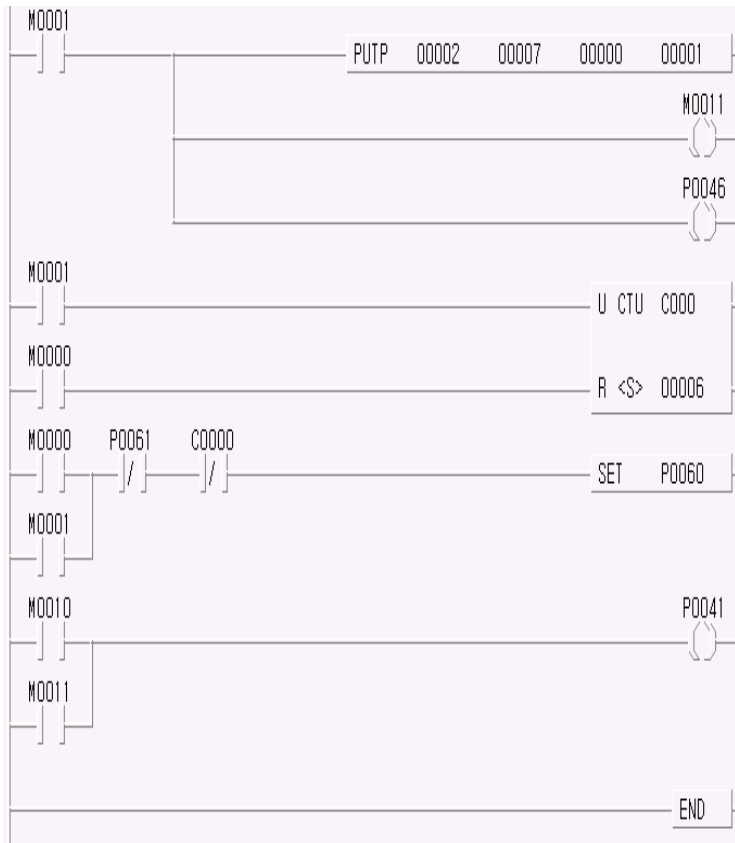 M0001
PUTP 00002 00007 00000 00001
M0011
P0046
M0001
U CTU C000
M0000
R <S> 00006
M0000 P0061 C0000
SET P0060
M0001
M0010 P0041
M0011
END